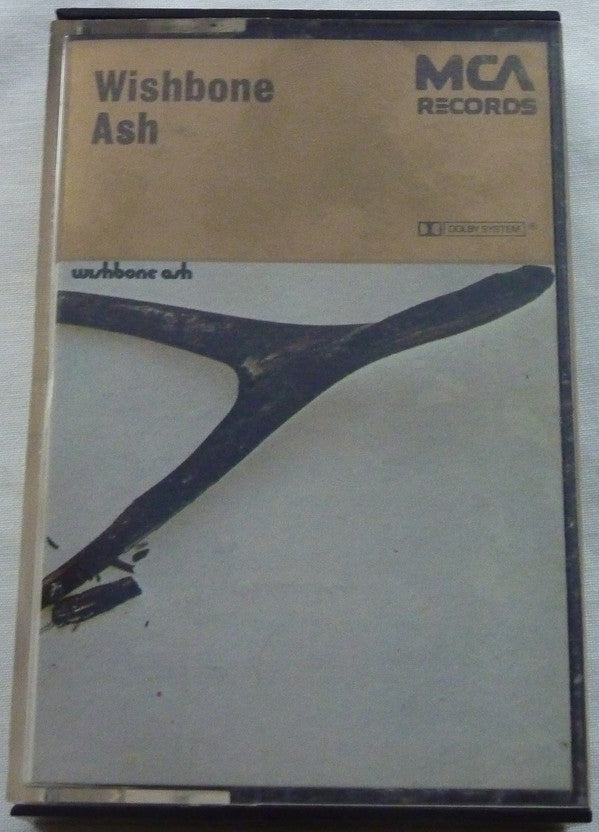 Wishbone
Ash
MCA
RECORDS
DOLBY SYSTEM ®
wishbone ash